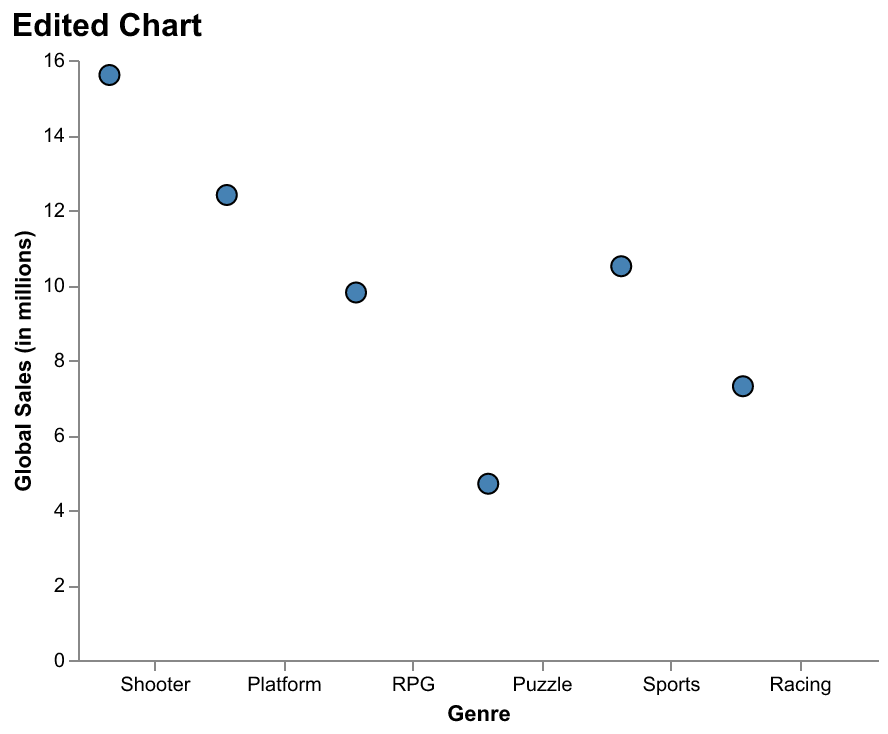 Edited Chart
16
14
12
10
8
6
4
2
0
Global Sales (in millions)
Shooter Platform RPG Puzzle Sports Racing
Genre